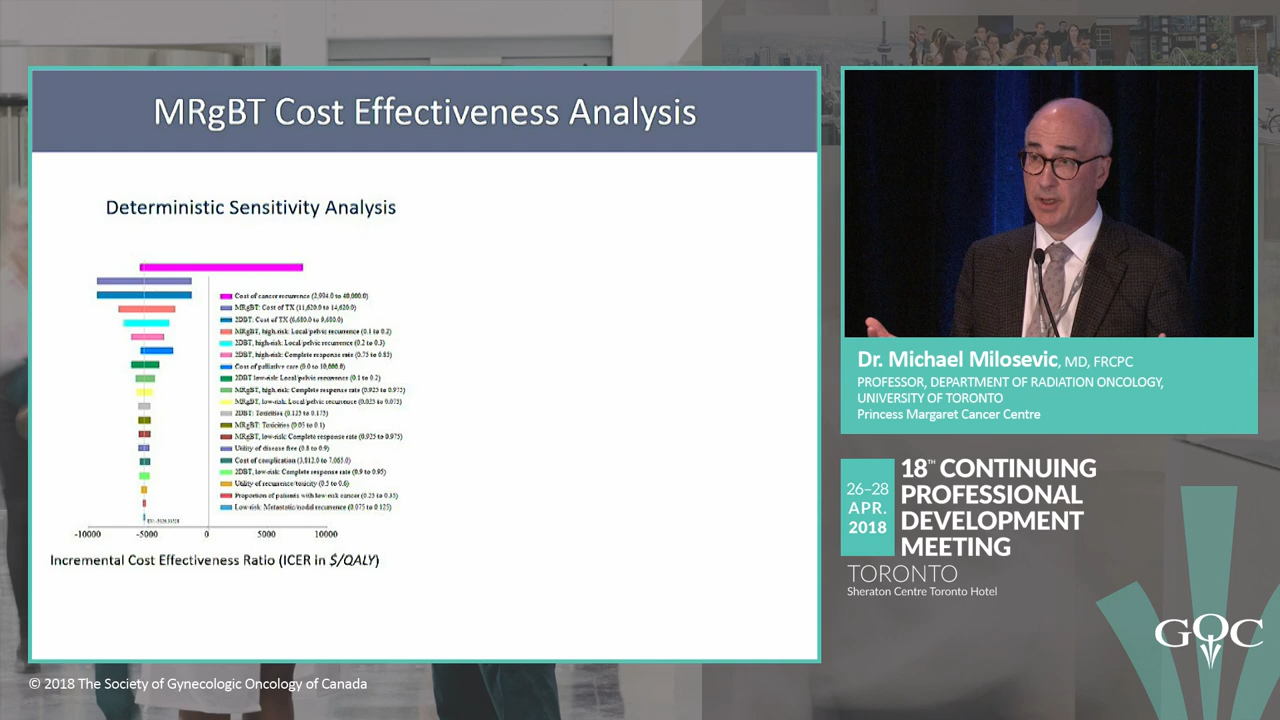 MRgBT Cost Effectiveness Analysis
Deterministic Sensitivity Analysis
Cost of cancer recurrence (2,994.0 to 40,000.0)
MRgBT: Cost of TX (11,620.0 to 14,620.0)
2DBT: Cost of TX (6,680.0 to 9,680.0)
MRgBT, high-risk: Local/pelvic recurrence (0.1 to 0.2)
2DBT, high-risk: Local/pelvic recurrence (0.2 to 0.3)
2DBT, high-risk: Complete response rate (0.75 to 0.85)
Cost of palliative care (0.0 to 10,000.0)
2DBT low-risk: Local/pelvic recurrence (0.1 to 0.2)
MRgBT, high-risk: Complete response rate (0.925 to 0.975)
MRgBT, low-risk: Local/pelvic recurrence (0.025 to 0.075)
2DBT: Toxicities (0.125 to 0.175)
MRgBT: Toxicities (0.05 to 0.1)
MRgBT, low-risk: Complete response rate (0.925 to 0.975)
Utility of disease free (0.8 to 0.9)
Cost of complication (3,812.0 to 7,065.0)
2DBT, low-risk: Complete response rate (0.9 to 0.95)
Utility of recurrence/toxicity (0.5 to 0.6)
Proportion of patients with low-risk cancer (0.25 to 0.35)
Low-risk: Metastatic/nodal recurrence (0.075 to 0.125)
-10000 -5000 0 5000 10000
Incremental Cost Effectiveness Ratio (ICER in $/QALY)
© 2018 The Society of Gynecologic Oncology of Canada
Dr. Michael Milosevic, MD, FRCPC
PROFESSOR, DEPARTMENT OF RADIATION ONCOLOGY,
UNIVERSITY OF TORONTO
Princess Margaret Cancer Centre
26–28
APR.
2018
18TH CONTINUING
PROFESSIONAL
DEVELOPMENT
MEETING
TORONTO
Sheraton Centre Toronto Hotel
GOC